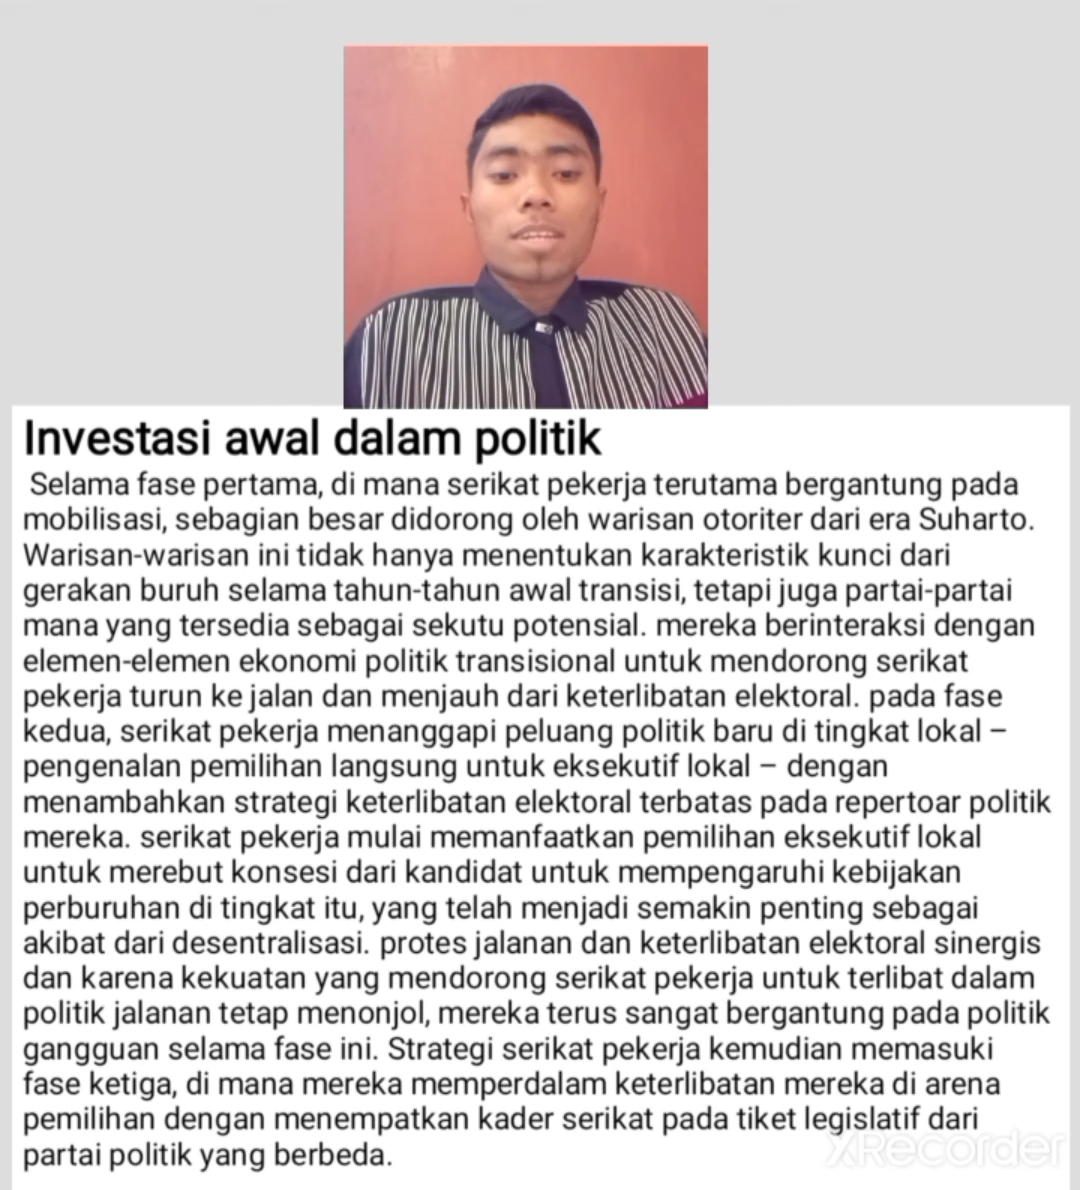 Investasi awal dalam politik
Selama fase pertama, di mana serikat pekerja terutama bergantung pada
mobilisasi, sebagian besar didorong oleh warisan otoriter dari era Suharto.
Warisan-warisan ini tidak hanya menentukan karakteristik kunci dari
gerakan buruh selama tahun-tahun awal transisi, tetapi juga partai-partai
mana yang tersedia sebagai sekutu potensial. mereka berinteraksi dengan
elemen-elemen ekonomi politik transisional untuk mendorong serikat
pekerja turun ke jalan dan menjauh dari keterlibatan elektoral. pada fase
kedua, serikat pekerja menanggapi peluang politik baru di tingkat lokal –
pengenalan pemilihan langsung untuk eksekutif lokal – dengan
menambahkan strategi keterlibatan elektoral terbatas pada repertoar politik
mereka. serikat pekerja mulai memanfaatkan pemilihan eksekutif lokal
untuk merebut konsesi dari kandidat untuk mempengaruhi kebijakan
perburuhan di tingkat itu, yang telah menjadi semakin penting sebagai
akibat dari desentralisasi. protes jalanan dan keterlibatan elektoral sinergis
dan karena kekuatan yang mendorong serikat pekerja untuk terlibat dalam
politik jalanan tetap menonjol, mereka terus sangat bergantung pada politik
gangguan selama fase ini. Strategi serikat pekerja kemudian memasuki
fase ketiga, di mana mereka memperdalam keterlibatan mereka di arena
pemilihan dengan menempatkan kader serikat pada tiket legislatif dari
partai politik yang berbeda.
XRecorder